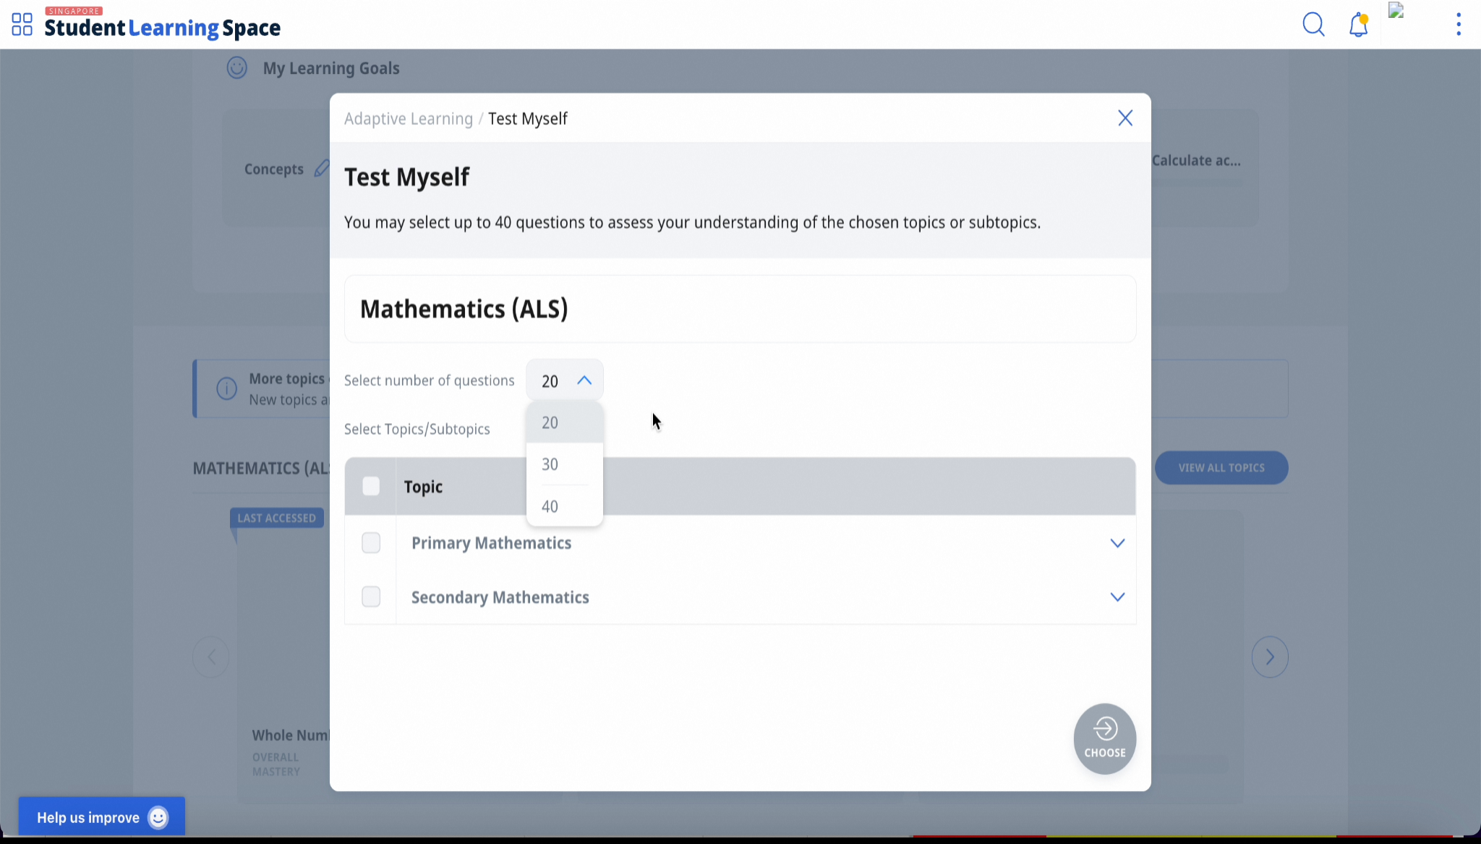 SINGAPORE
Student Learning Space
My Learning Goals
Adaptive Learning / Test Myself
Concepts
Calculate ac...
Test Myself
You may select up to 40 questions to assess your understanding of the chosen topics or subtopics.
Mathematics (ALS)
More topics
New topics
Select number of questions
20
20
30
40
Select Topics/Subtopics
MATHEMATICS (AL
VIEW ALL TOPICS
Topic
LAST ACCESSED
Primary Mathematics
Secondary Mathematics
Whole Num
OVERALL
MASTERY
CHOOSE
Help us improve